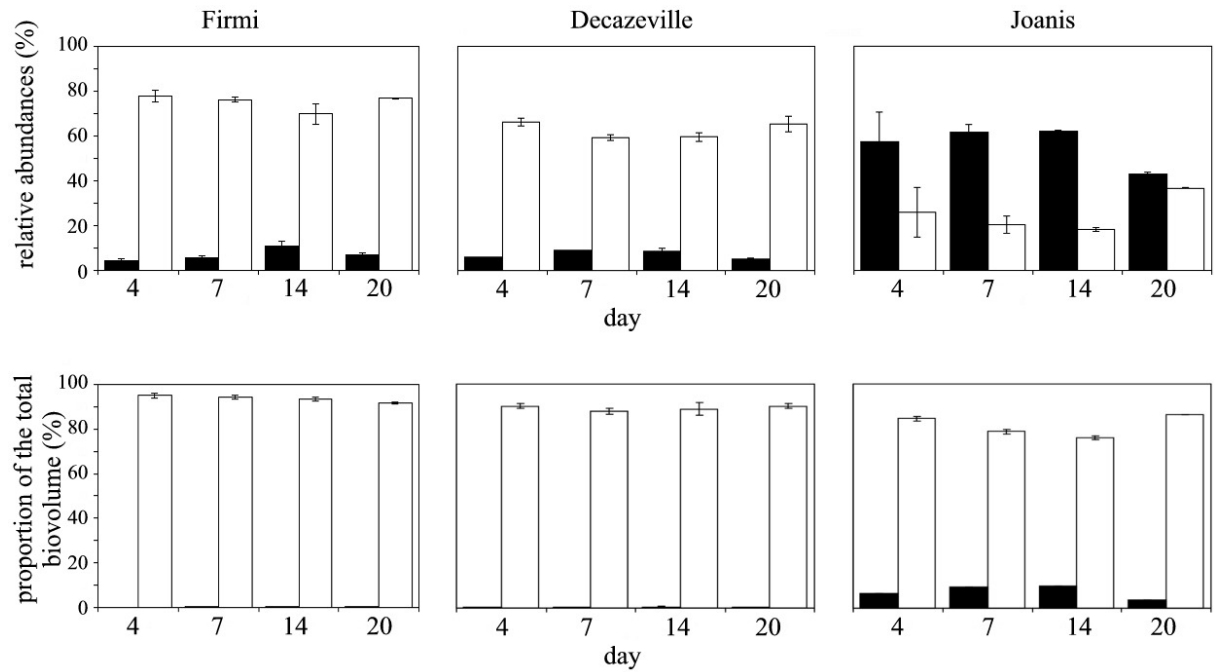 Firmi Decazeville Joanis
relative abundances (%)
100
80
60
40
20
0
4 7 14 20 4 7 14 20 4 7 14 20
day day
proportion of the total
biovolume (%)
100
80
60
40
20
0
4 7 14 20 4 7 14 20 4 7 14 20
day day